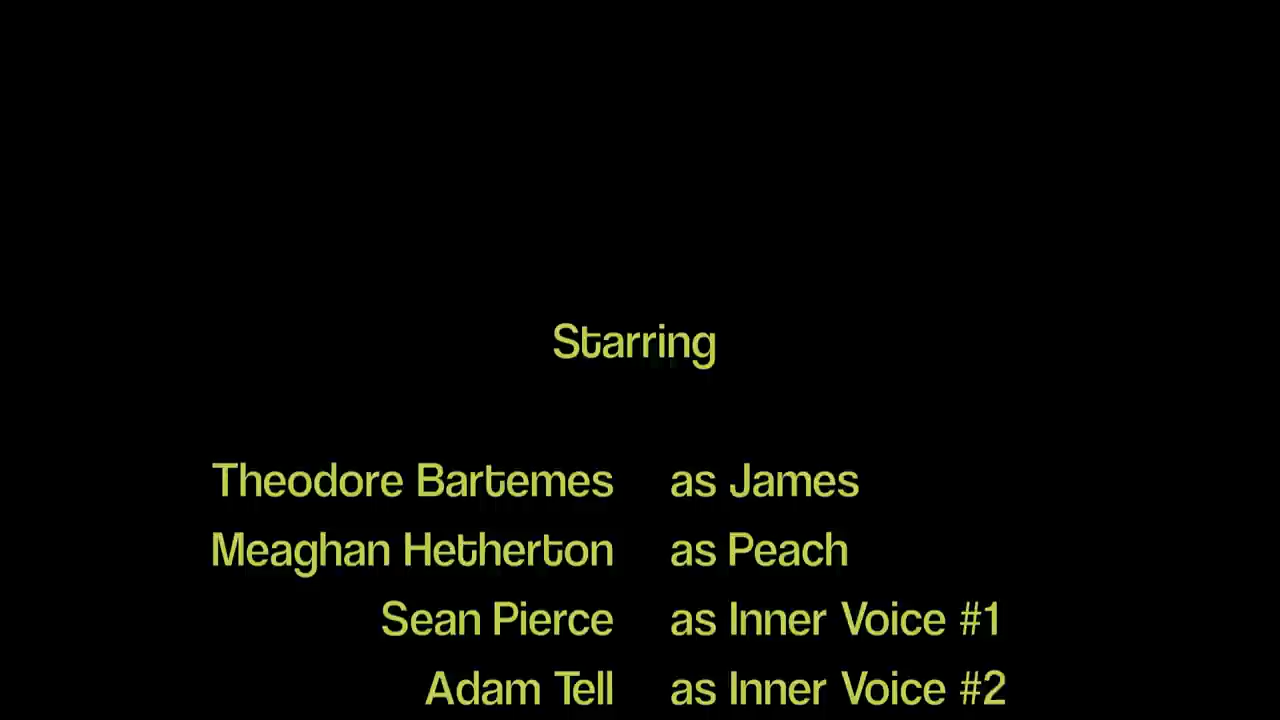 Starring
Theodore Bartemes as James
Meaghan Hetherton as Peach
Sean Pierce as Inner Voice #1
Adam Tell as Inner Voice #2